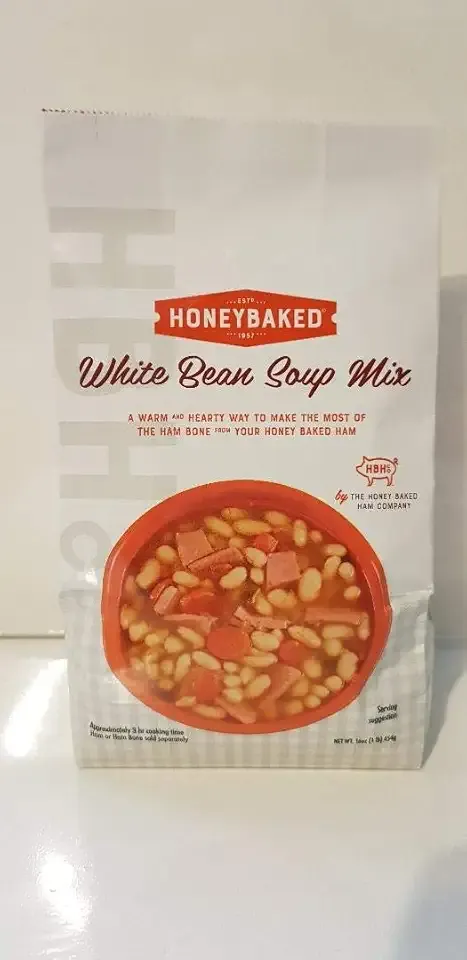 HBHC
ESTD
HONEYBAKED®
1957
White Bean Soup Mix
A WARM AND HEARTY WAY TO MAKE THE MOST OF
THE HAM BONE FROM YOUR HONEY BAKED HAM
HBHCO
by THE HONEY BAKED
HAM COMPANY
Serving
suggestion
Approximately 3 hr cooking time
Ham or Ham Bone sold separately
NET WT. 16oz (1 lb) 454g